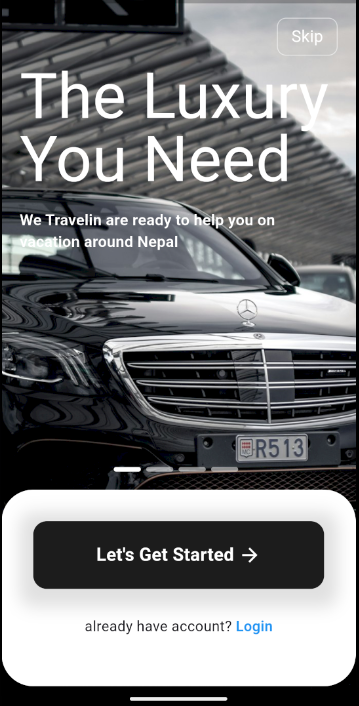 Skip
The Luxury
You Need
We Travelin are ready to help you on
vacation around Nepal
R513
Let's Get Started →
already have account? Login